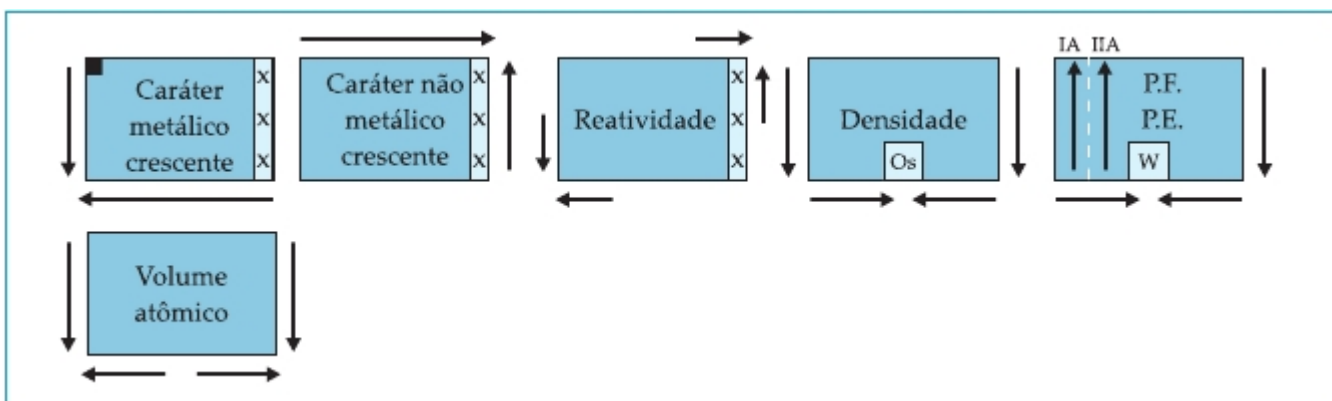 Caráter
metálico
crescente
x
x
x
Caráter não
metálico
crescente
x
x
x
Reatividade
x
x
x
Densidade
Os
IA IIA
P.F.
P.E.
W
Volume
atômico